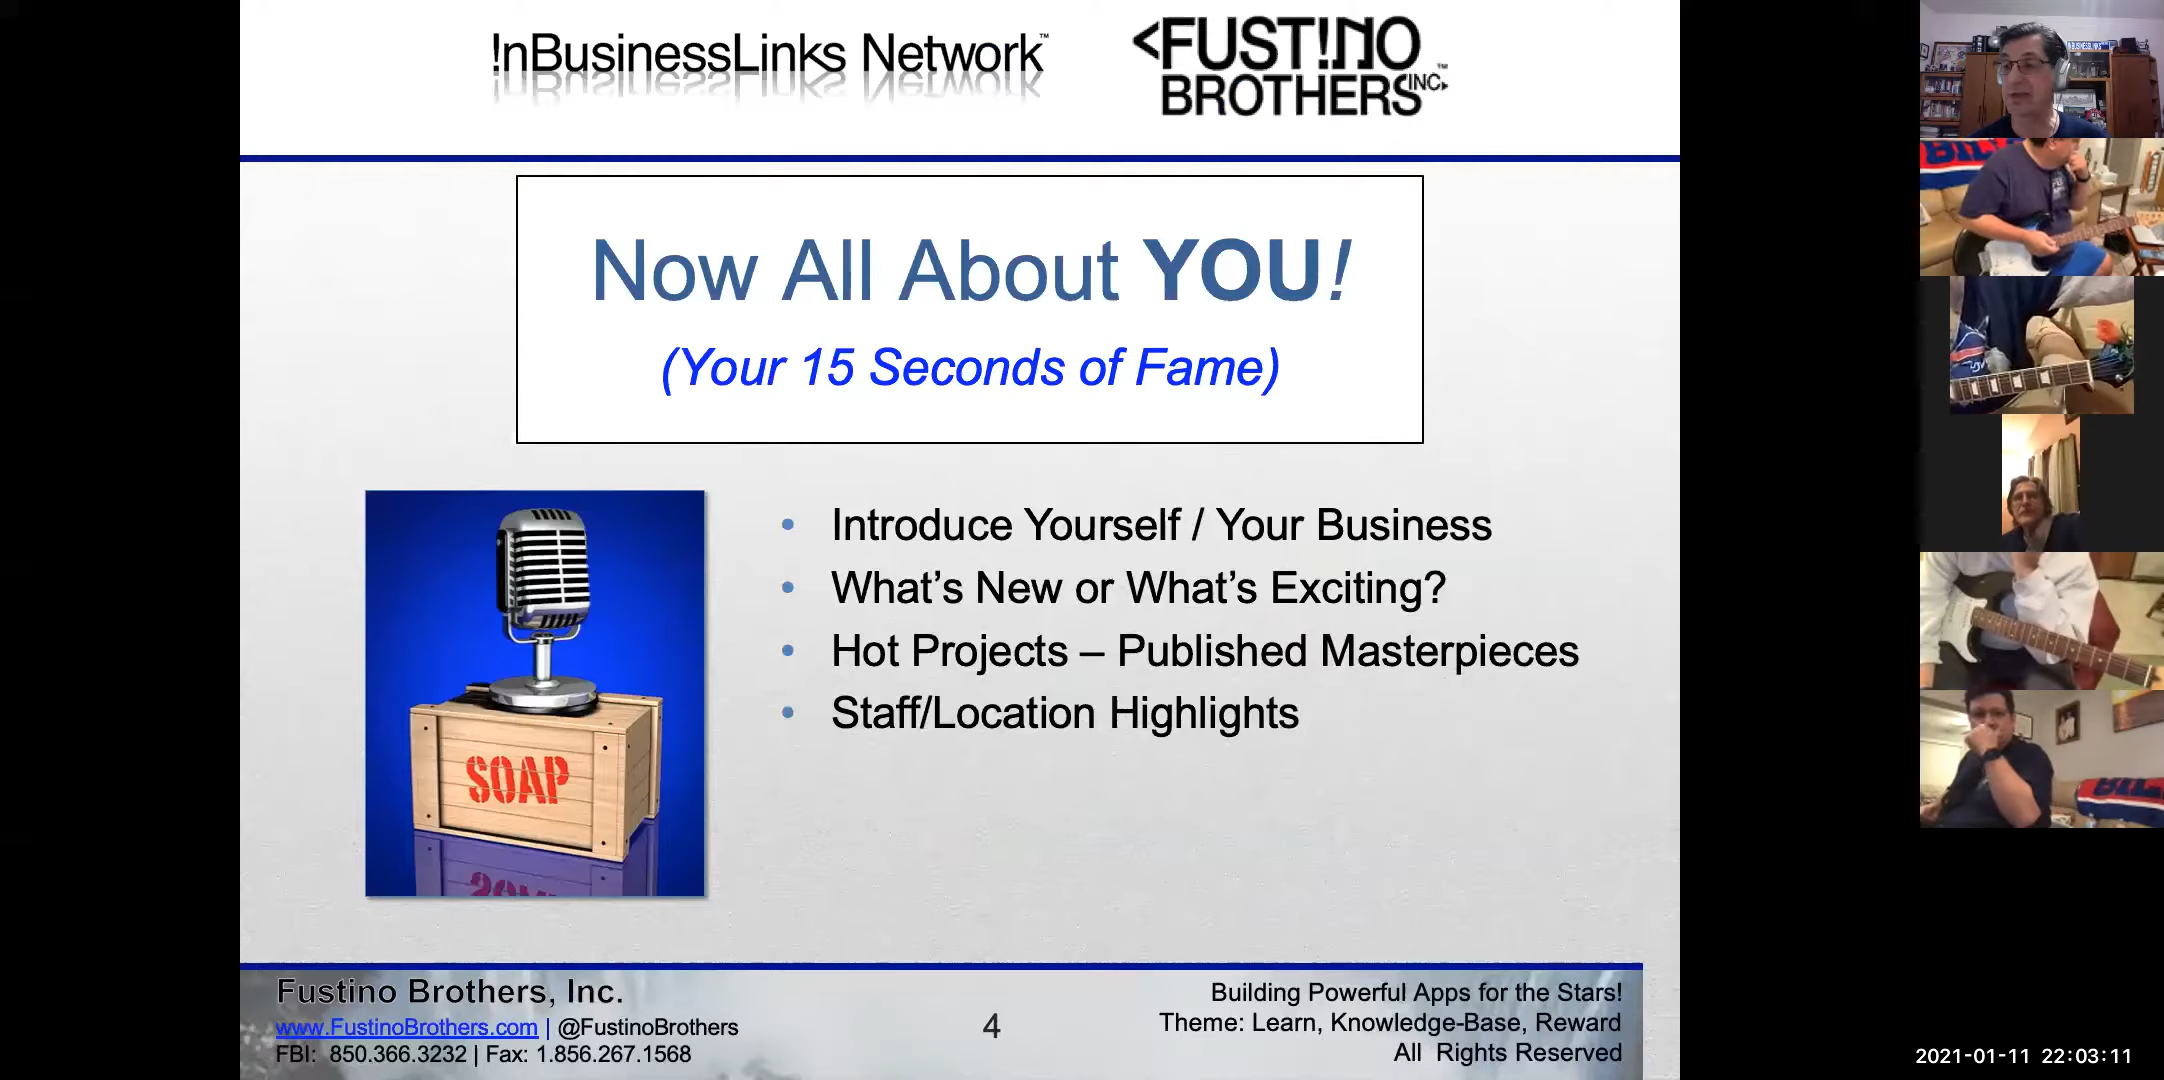 !nBusinessLinks Network™
<FUST!NO
BROTHERS INC.™
Now All About YOU!
(Your 15 Seconds of Fame)
• Introduce Yourself / Your Business
• What’s New or What’s Exciting?
• Hot Projects – Published Masterpieces
• Staff/Location Highlights
SOAP
Fustino Brothers, Inc.
www.FustinoBrothers.com | @FustinoBrothers
FBI: 850.366.3232 | Fax: 1.856.267.1568
4
Building Powerful Apps for the Stars!
Theme: Learn, Knowledge-Base, Reward
All Rights Reserved
2021-01-11 22:03:11